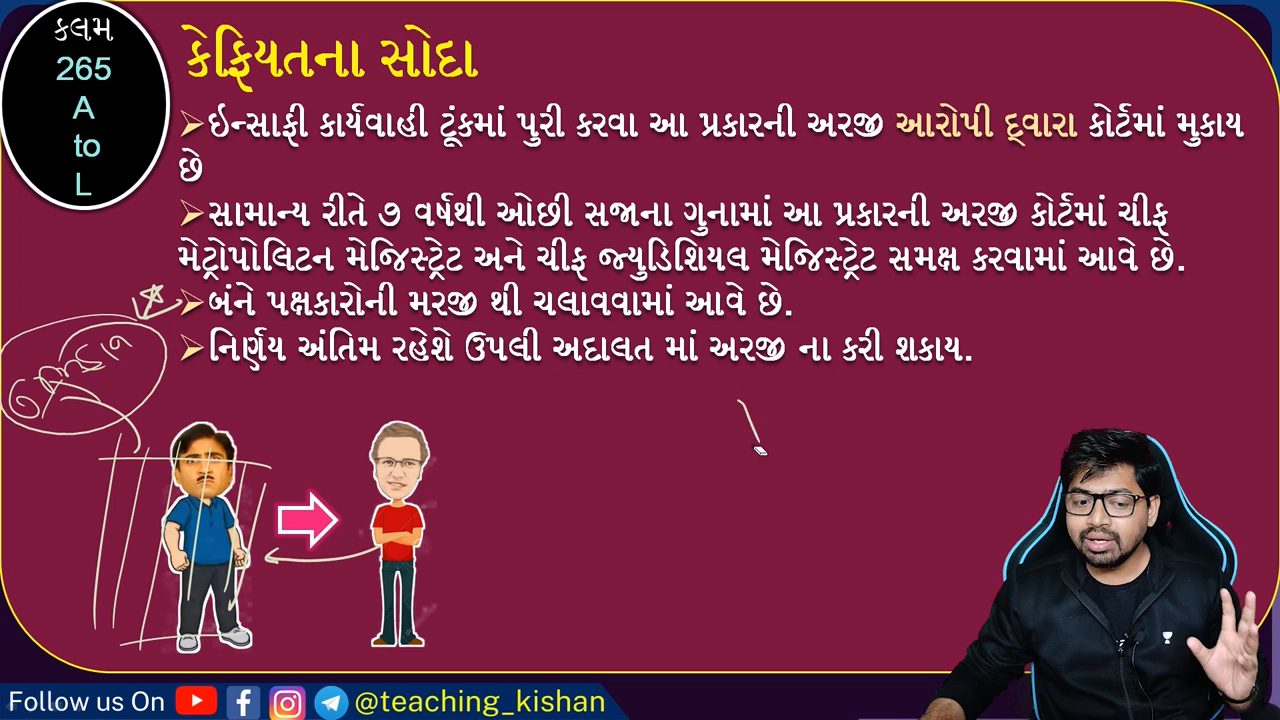 કલમ
265
A
to
L
કેફિયતના સોદા
➢ઇન્સાફી કાર્યવાહી ટૂંકમાં પુરી કરવા આ પ્રકારની અરજી આરોપી દ્વારા કોર્ટમાં મુકાય
છે
➢સામાન્ય રીતે ૭ વર્ષથી ઓછી સજાના ગુનામાં આ પ્રકારની અરજી કોર્ટમાં ચીફ
મેટ્રોપોલિટન મેજિસ્ટ્રેટ અને ચીફ જ્યુડિશિયલ મેજિસ્ટ્રેટ સમક્ષ કરવામાં આવે છે.
➢બંને પક્ષકારોની મરજી થી ચલાવવામાં આવે છે.
➢નિર્ણય અંતિમ રહેશે ઉપલી અદાલત માં અરજી ના કરી શકાય.
Follow us On @teaching_kishan